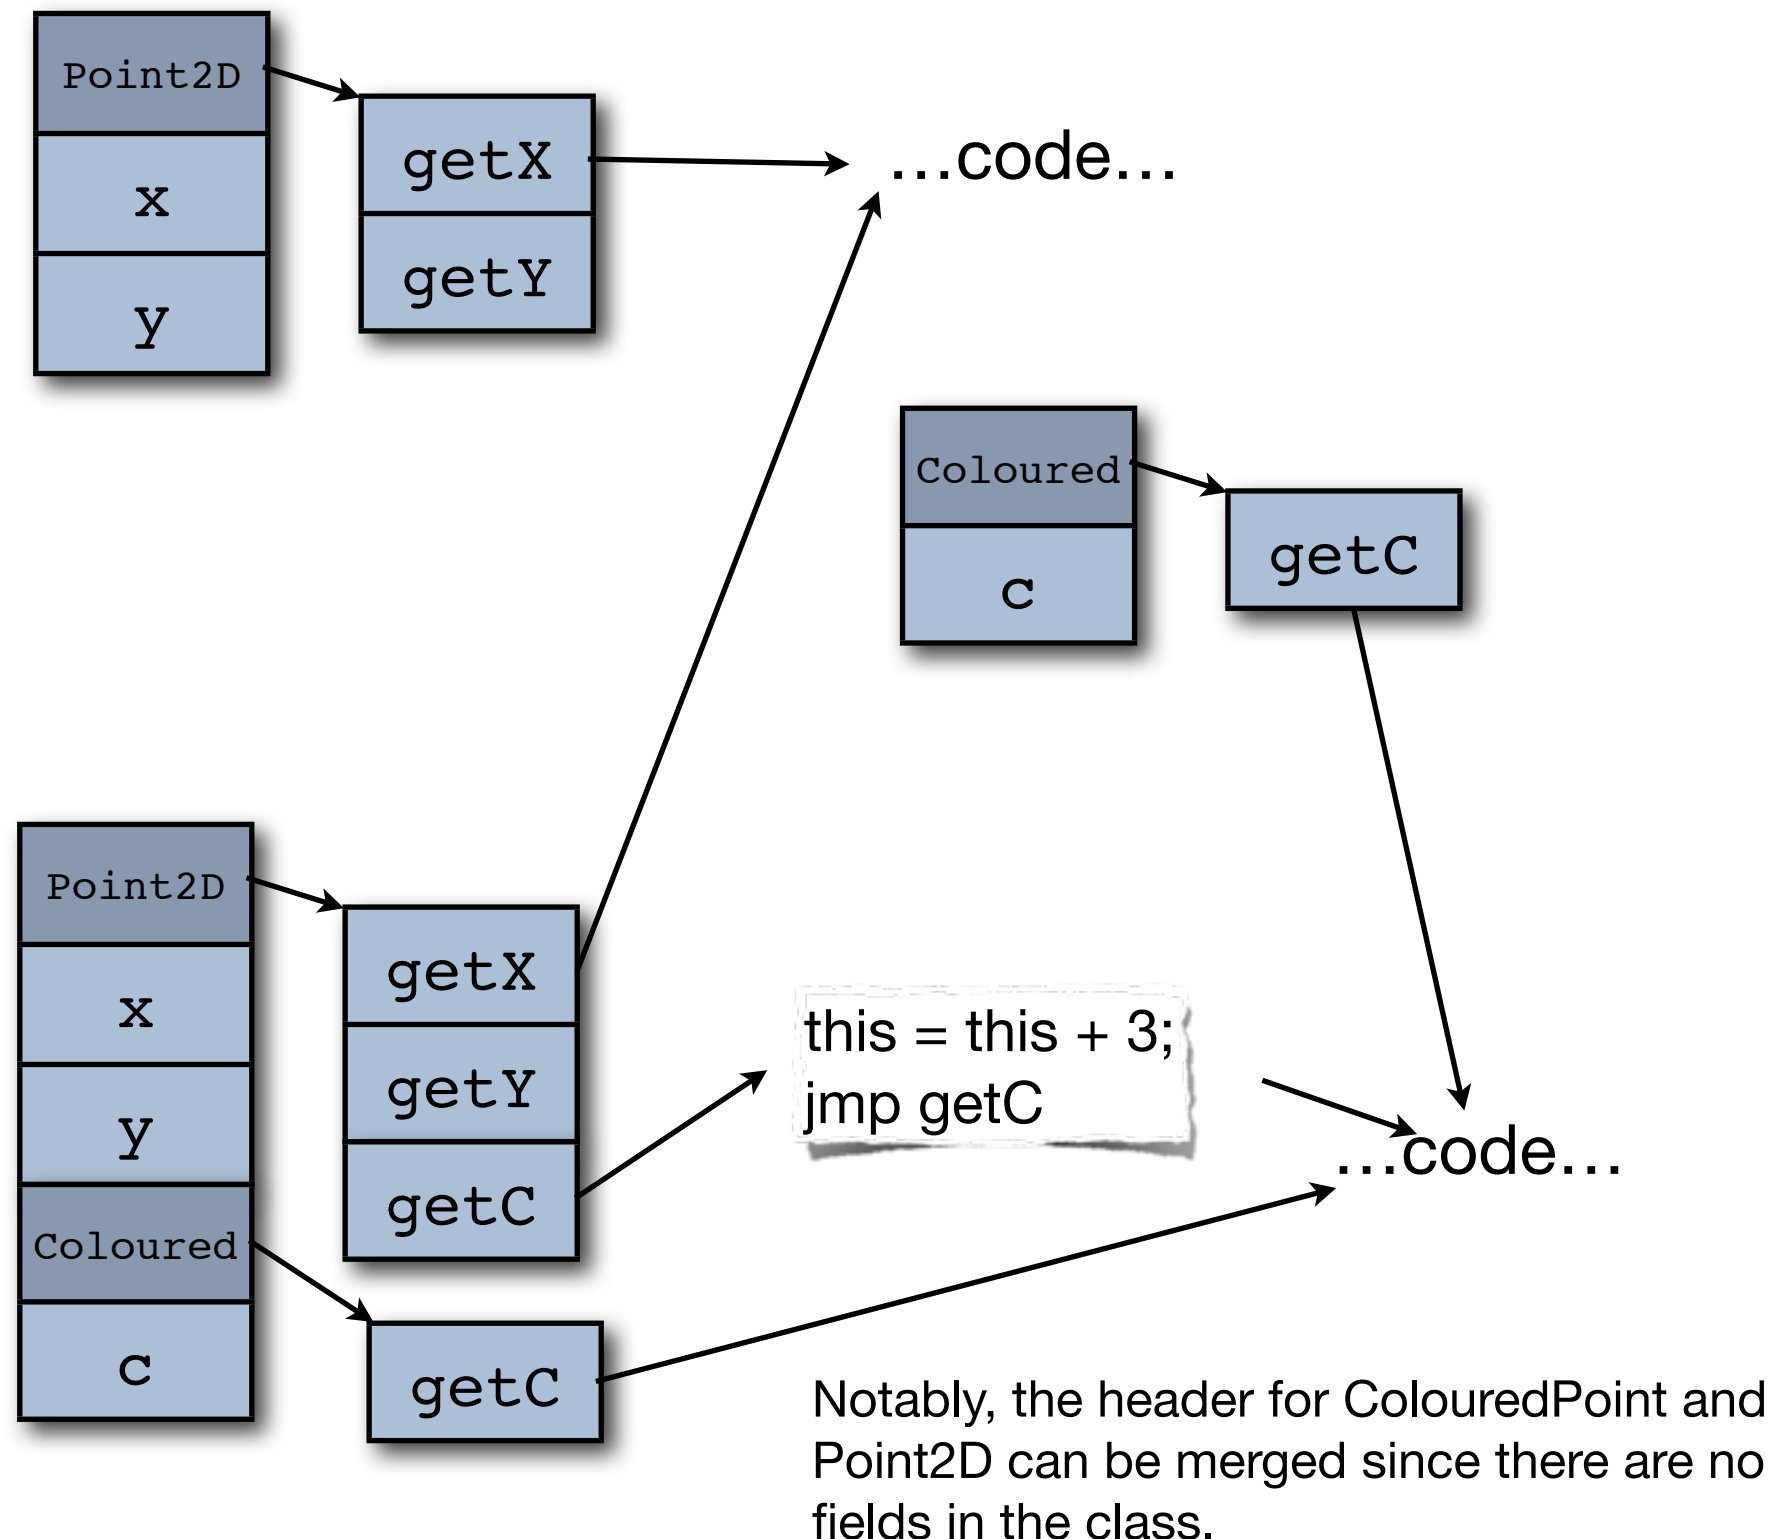 Point2D
x
y
getX
getY
...code...
Coloured
c
getC
Point2D
x
y
Coloured
c
getX
getY
getC
getC
this = this + 3;
jmp getC
...code...
Notably, the header for ColouredPoint and
Point2D can be merged since there are no
fields in the class.